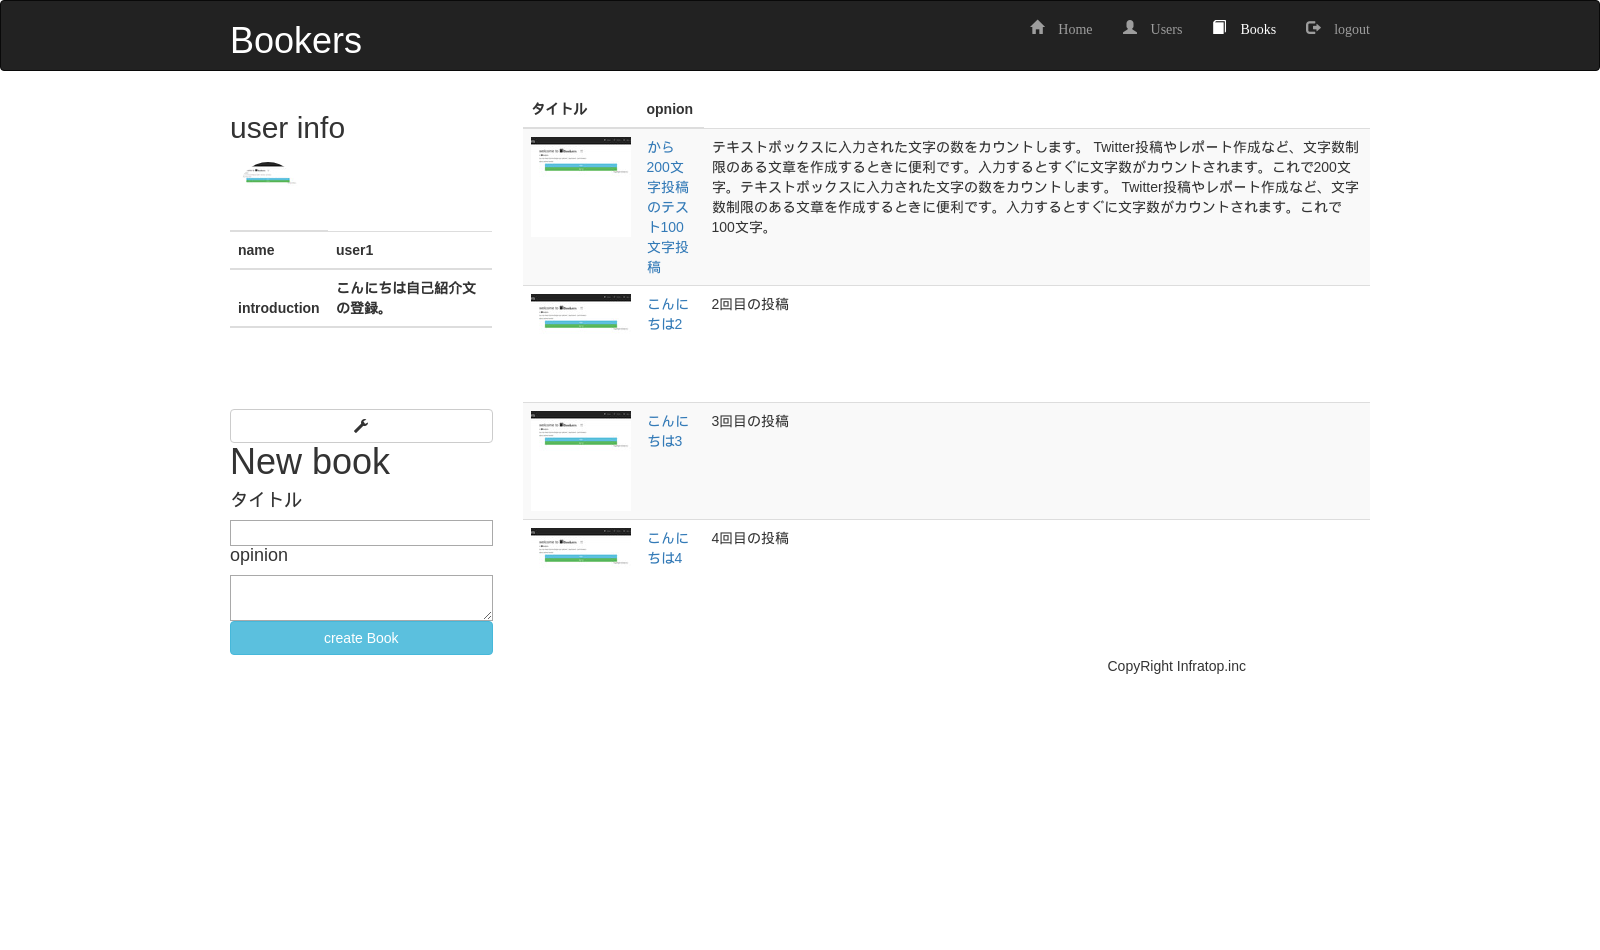 Bookers
Home Users Books logout
user info
name user1
introduction こんにちは自己紹介文
の登録。
New book
タイトル
opinion
create Book
タイトル opnion
から
200文
字投稿
のテス
ト100
文字投
稿
テキストボックスに入力された文字の数をカウントします。 Twitter投稿やレポート作成など、文字数制
限のある文章を作成するときに便利です。入力するとすぐに文字数がカウントされます。これで200文
字。テキストボックスに入力された文字の数をカウントします。 Twitter投稿やレポート作成など、文字
数制限のある文章を作成するときに便利です。入力するとすぐに文字数がカウントされます。これで
100文字。
こんに
ちは2
2回目の投稿
こんに
ちは3
3回目の投稿
こんに
ちは4
4回目の投稿
CopyRight Infratop.inc